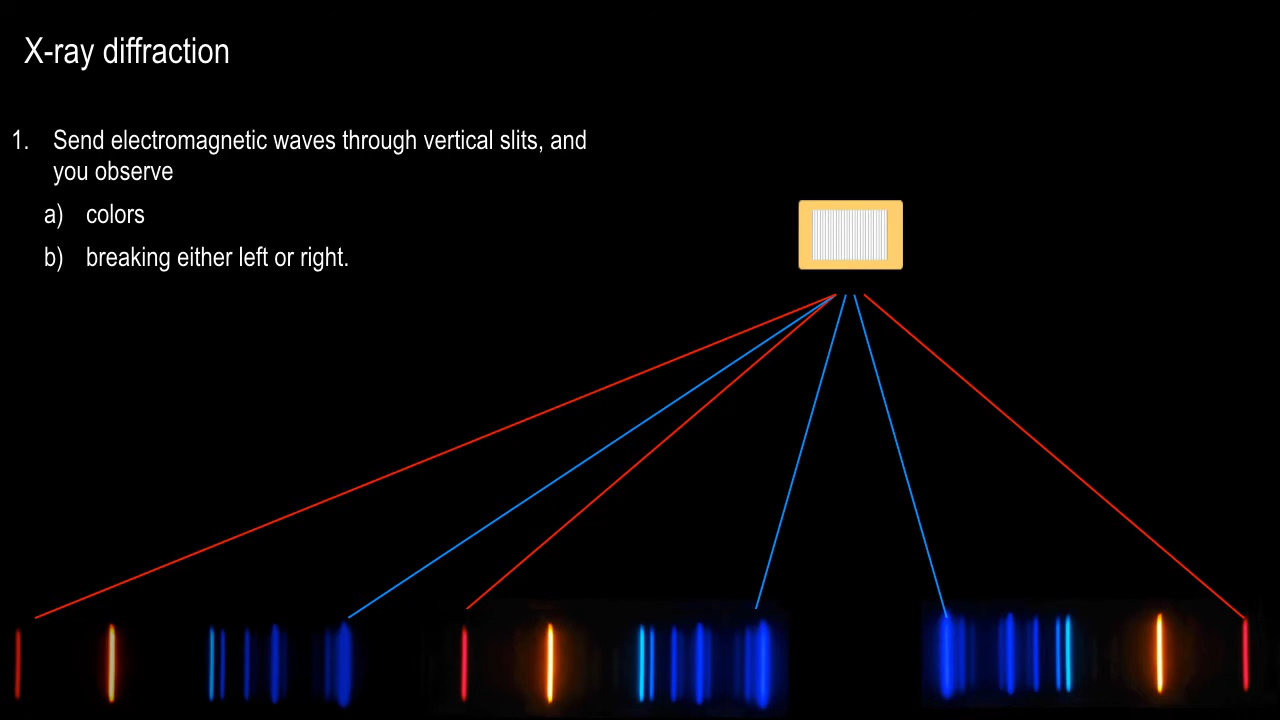 X-ray diffraction
1. Send electromagnetic waves through vertical slits, and
you observe
a) colors
b) breaking either left or right.